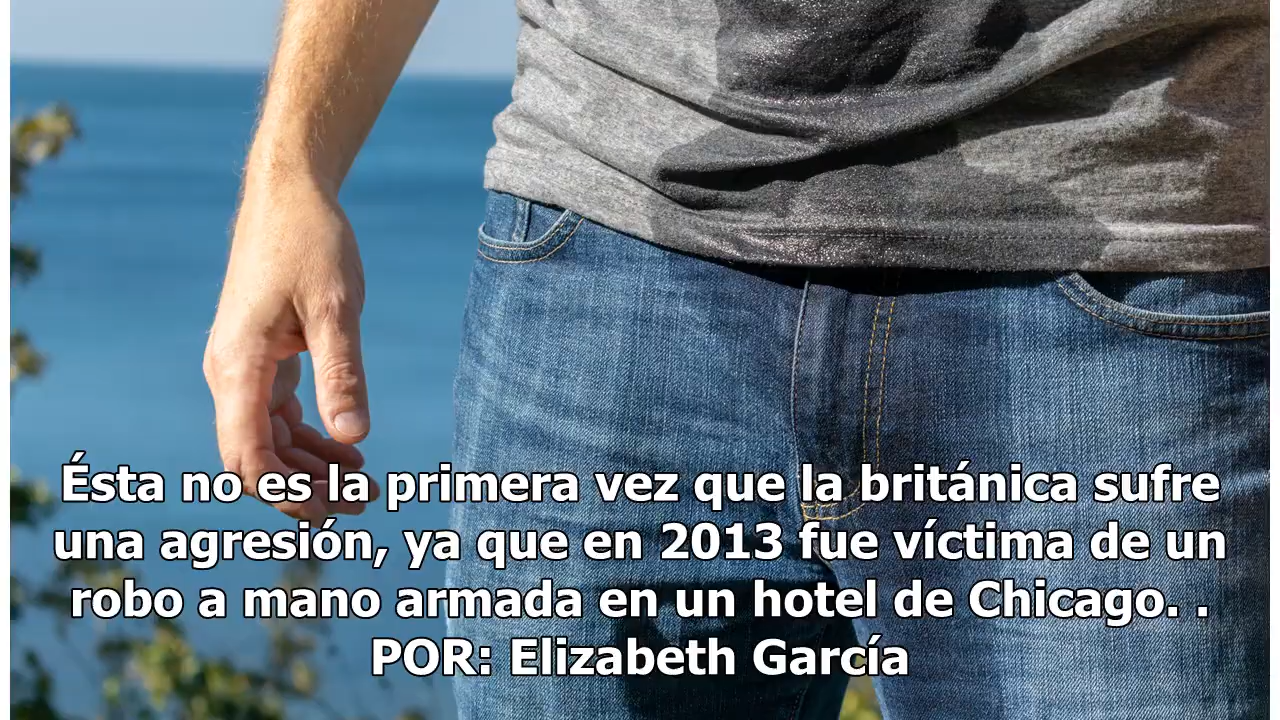 Ésta no es la primera vez que la británica sufre
una agresión, ya que en 2013 fue víctima de un
robo a mano armada en un hotel de Chicago. .
POR: Elizabeth García